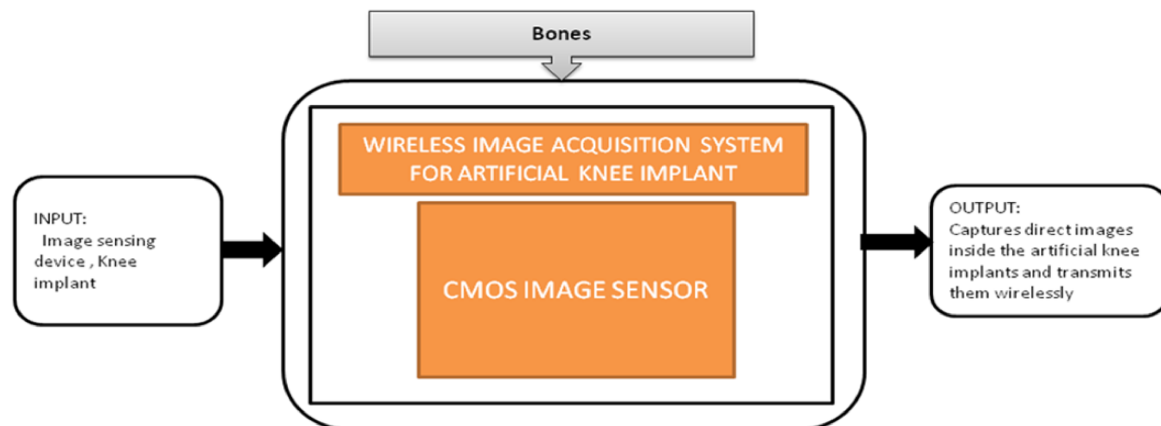 Bones
WIRELESS IMAGE ACQUISITION SYSTEM
FOR ARTIFICIAL KNEE IMPLANT
INPUT:
Image sensing
device , Knee
implant
CMOS IMAGE SENSOR
OUTPUT:
Captures direct images
inside the artificial knee
implants and transmits
them wirelessly